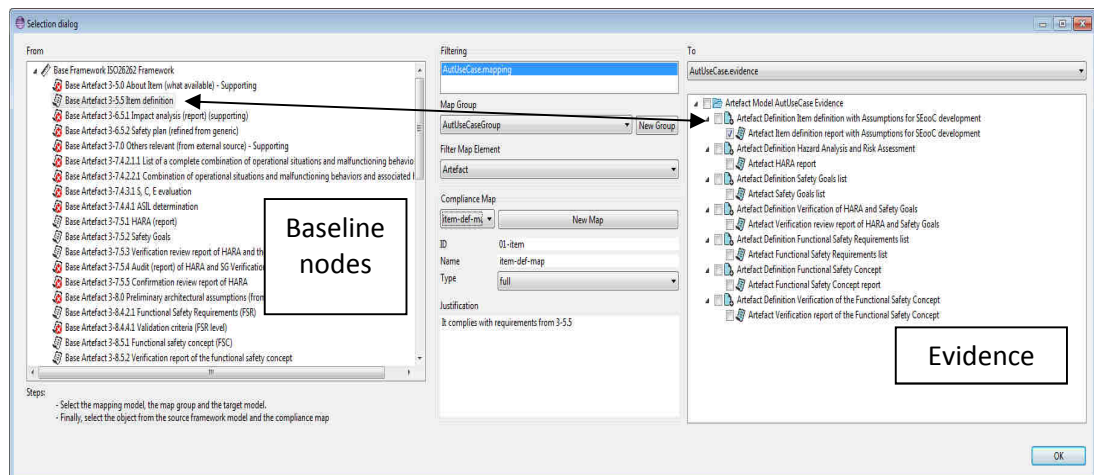 Selection dialog
From
Base Framework ISO26262 Framework
Base Artefact 3-5.0 About Item (what available) - Supporting
Base Artefact 3-5.5 Item definition
Base Artefact 3-6.5.1 Impact analysis (report) (supporting)
Base Artefact 3-6.5.2 Safety plan (refined from generic)
Base Artefact 3-7.0 Others relevant (from external source) - Supporting
Base Artefact 3-7.4.2.1.1 List of a complete combination of operational situations and malfunctioning behavio
Base Artefact 3-7.4.2.2.1 Combination of operational situations and malfunctioning behaviors and associated
Base Artefact 3-7.4.3.1 S, C, E evaluation
Base Artefact 3-7.4.4.1 ASIL determination
Base Artefact 3-7.5.1 HARA (report)
Base Artefact 3-7.5.2 Safety Goals
Base Artefact 3-7.5.3 Verification review report of HARA and th
Base Artefact 3-7.5.4 Audit (report) of HARA and SG Verification
Base Artefact 3-7.5.5 Confirmation review report of HARA
Base Artefact 3-8.0 Preliminary architectural assumptions (from
Base Artefact 3-8.4.2.1 Functional Safety Requirements (FSR)
Base Artefact 3-8.4.4.1 Validation criteria (FSR level)
Base Artefact 3-8.5.1 Functional safety concept (FSC)
Base Artefact 3-8.5.2 Verification report of the functional safety concept
Baseline
nodes
Steps:
- Select the mapping model, the map group and the target model.
- Finally, select the object from the source framework model and the compliance map
Filtering
AutUseCase.mapping
Map Group
AutUseCaseGroup
New Group
Filter Map Element
Artefact
Compliance Map
item-def-ma
New Map
ID 01-item
Name item-def-map
Type full
Justification
It complies with requirements from 3-5.5
To
AutUseCase.evidence
Artefact Model AutUseCase Evidence
Artefact Definition Item definition with Assumptions for SEooC development
Artefact Item definition report with Assumptions for SEooC development
Artefact Definition Hazard Analysis and Risk Assessment
Artefact HARA report
Artefact Definition Safety Goals list
Artefact Safety Goals list
Artefact Definition Verification of HARA and Safety Goals
Artefact Verification review report of HARA and Safety Goals
Artefact Definition Functional Safety Requirements list
Artefact Functional Safety Requirements list
Artefact Definition Functional Safety Concept
Artefact Functional Safety Concept report
Artefact Definition Verification of the Functional Safety Concept
Artefact Verification report of the Functional Safety Concept
Evidence
OK